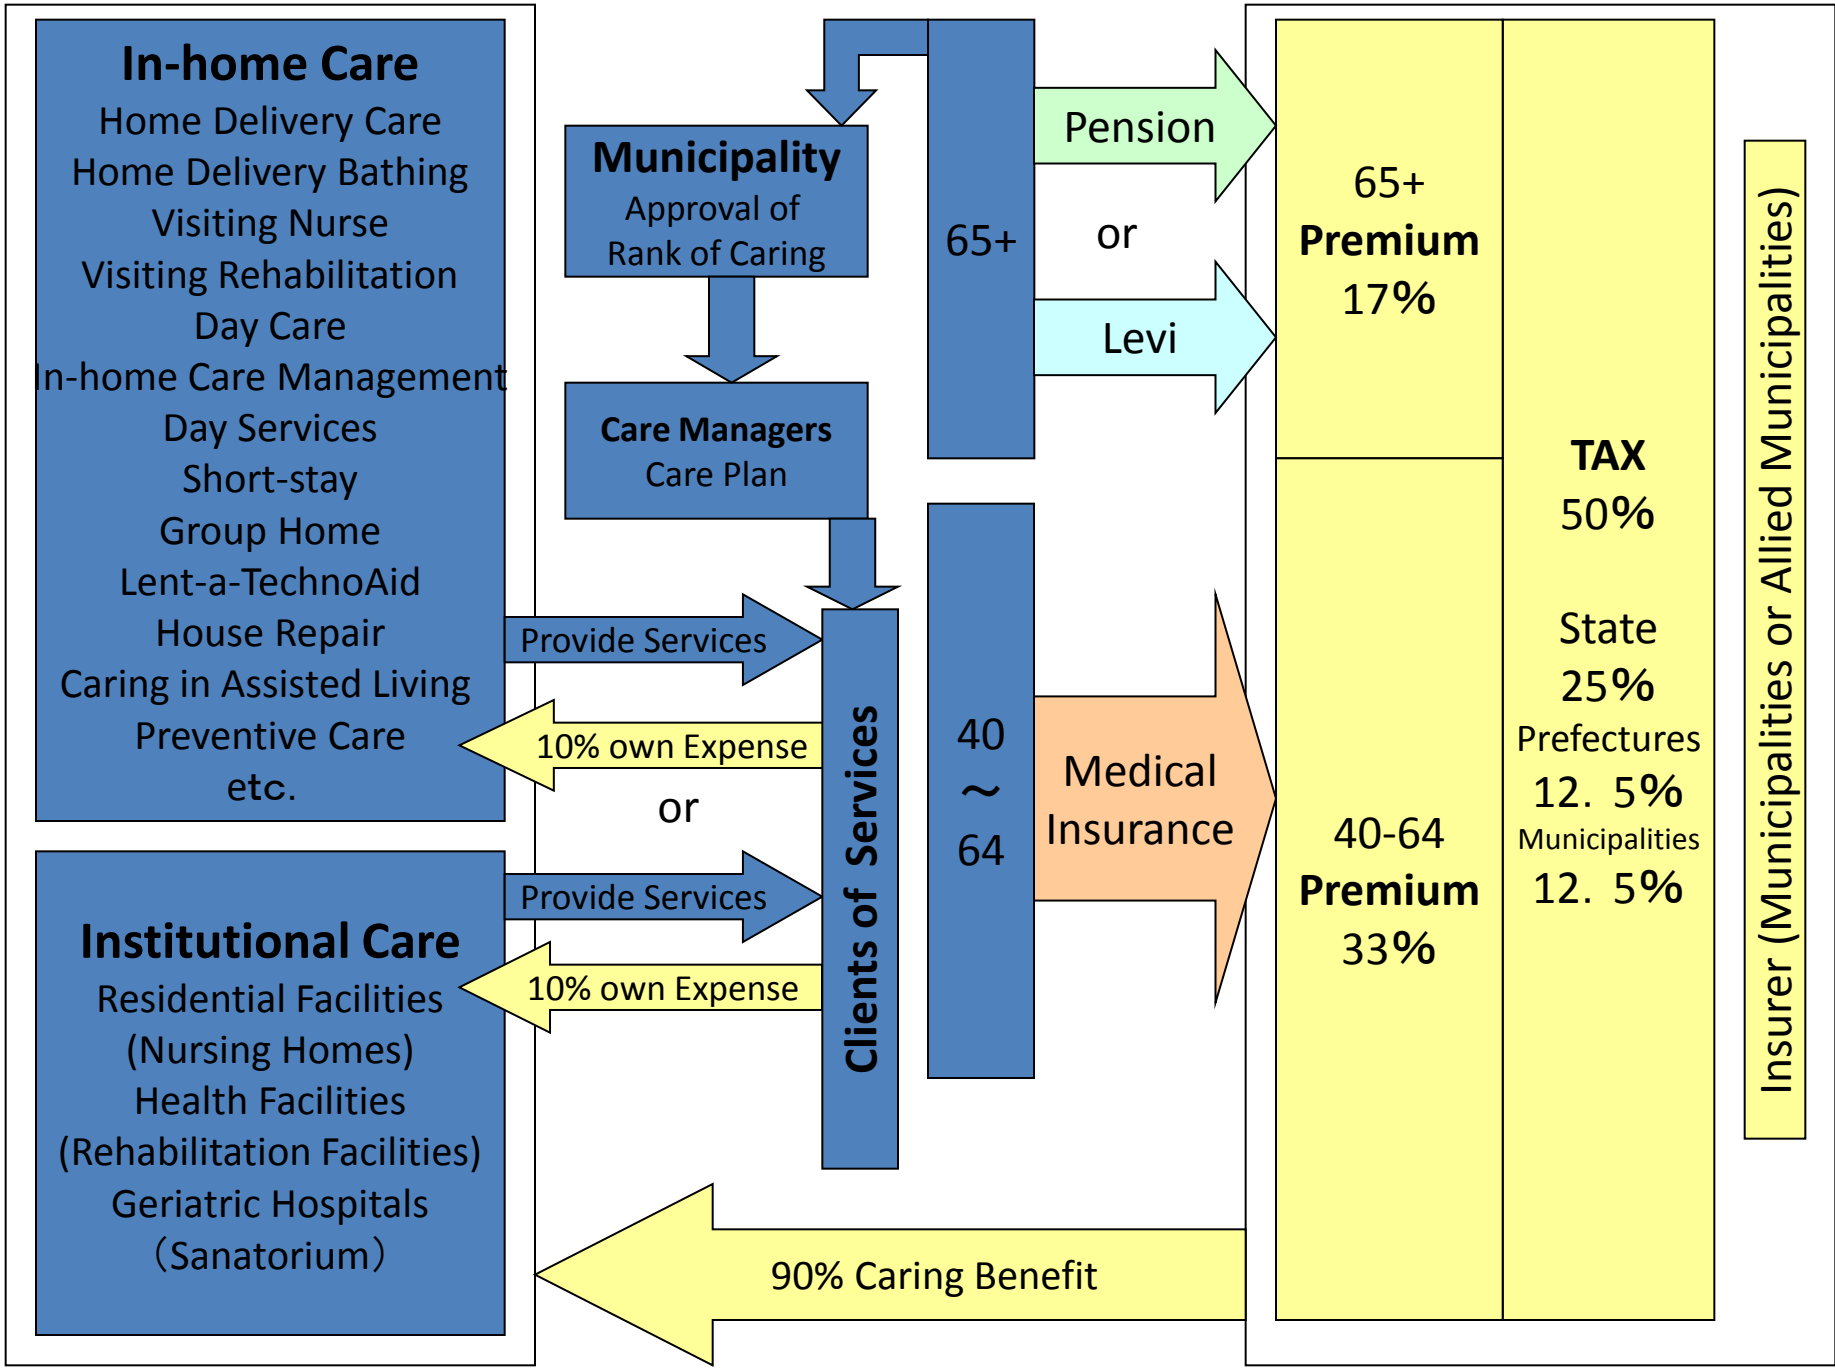 In-home Care
Home Delivery Care
Home Delivery Bathing
Visiting Nurse
Visiting Rehabilitation
Day Care
In-home Care Management
Day Services
Short-stay
Group Home
Lent-a-TechnoAid
House Repair
Caring in Assisted Living
Preventive Care
etc.
Institutional Care
Residential Facilities
(Nursing Homes)
Health Facilities
(Rehabilitation Facilities)
Geriatric Hospitals
（Sanatorium）
Municipality
Approval of
Rank of Caring
Care Managers
Care Plan
Provide Services
10% own Expense
or
Provide Services
10% own Expense
Clients of Services
65+
40
～
64
Pension
or
Levi
Medical
Insurance
90% Caring Benefit
65+
Premium
17%
40-64
Premium
33%
TAX
50%
State
25%
Prefectures
12．5%
Municipalities
12．5%
Insurer (Municipalities or Allied Municipalities)